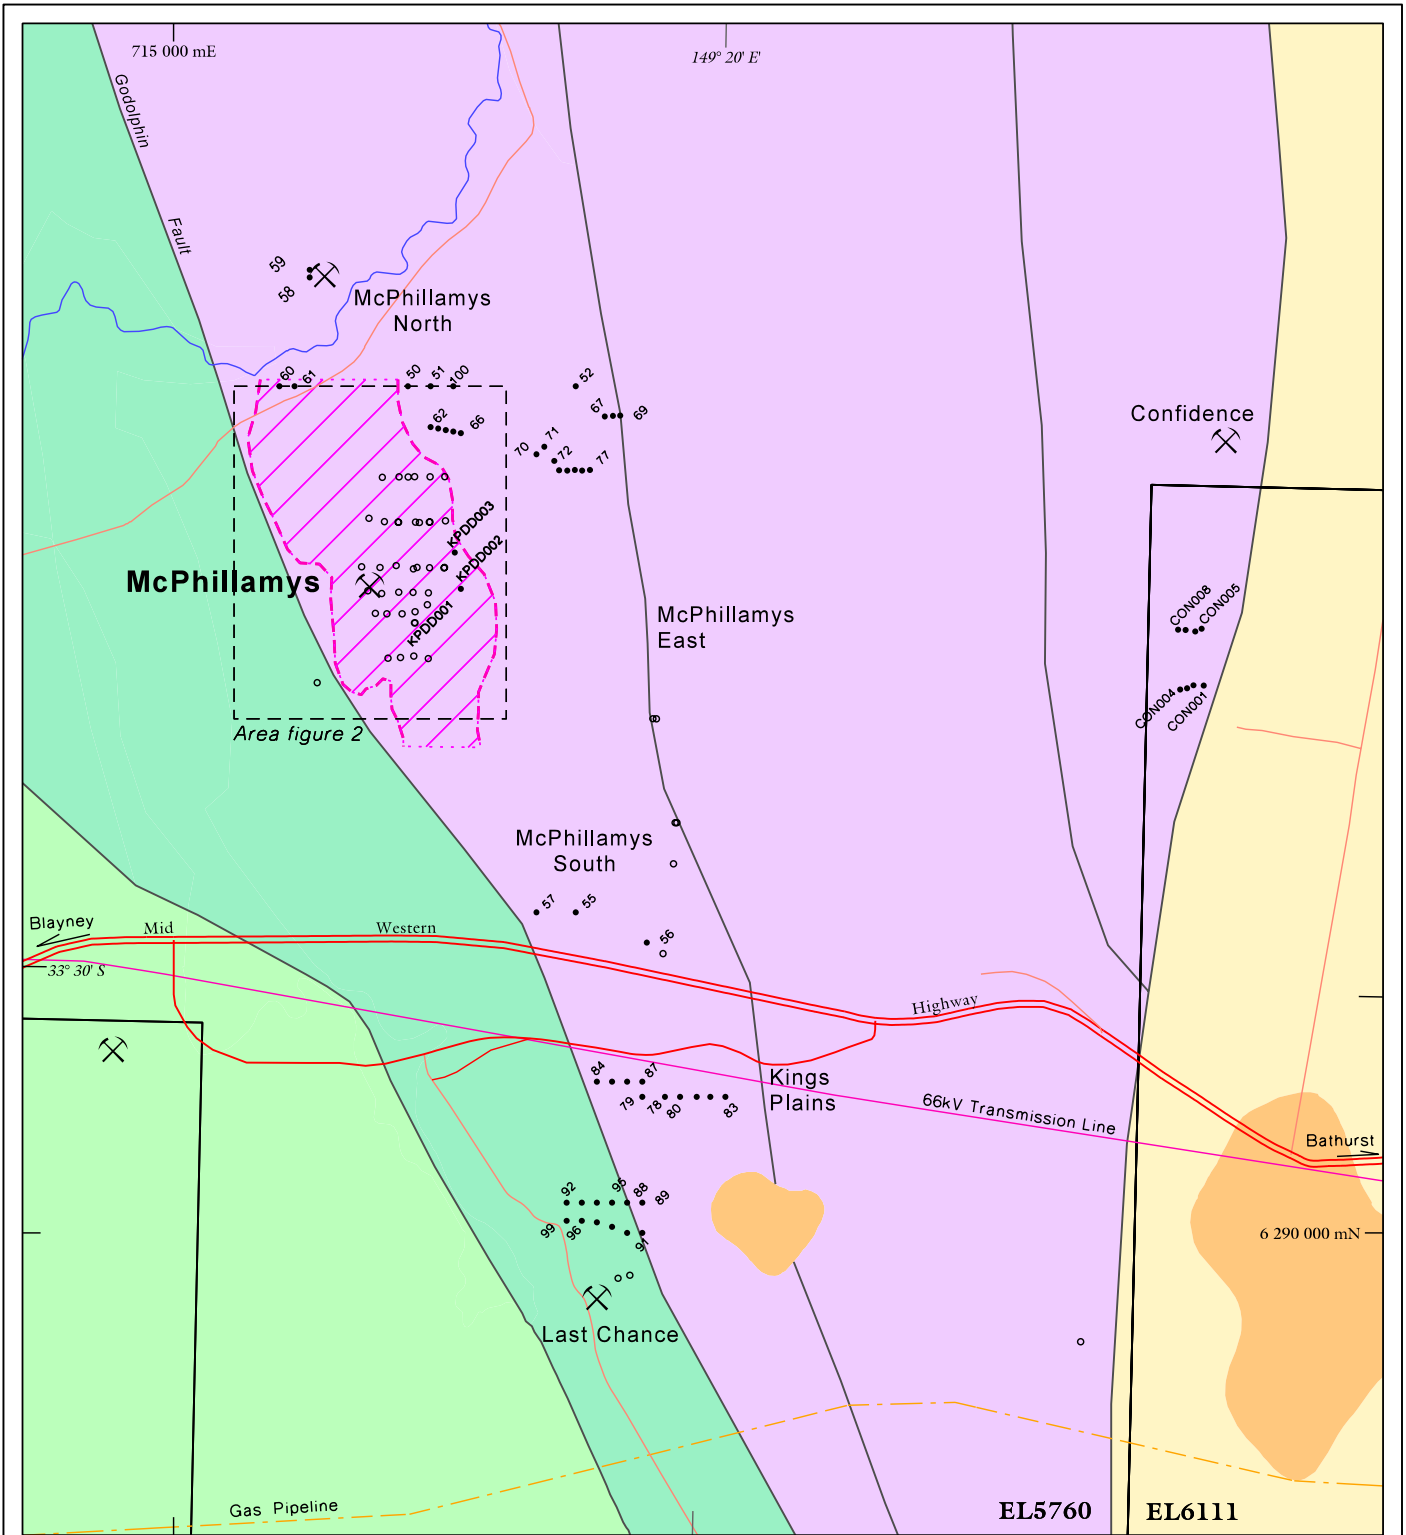 715 000 mE
149° 20' E'
Godolphin
Fault
59
58
McPhillamys
North
60
61
50
51
100
52
62
66
67
69
70
71
72
77
Confidence
KPDD003
KPDD002
McPhillamys
KPDD001
CON008
CON005
McPhillamys
East
CON004
CON001
Area figure 2
McPhillamys
South
57
55
56
Blayney
Mid
Western
33° 30' S
Highway
84
87
Kings
Plains
79
78
80
83
66kV Transmission Line
Bathurst
92
95
88
89
99
96
91
6 290 000 mN
Last Chance
Gas Pipeline
EL5760
EL6111